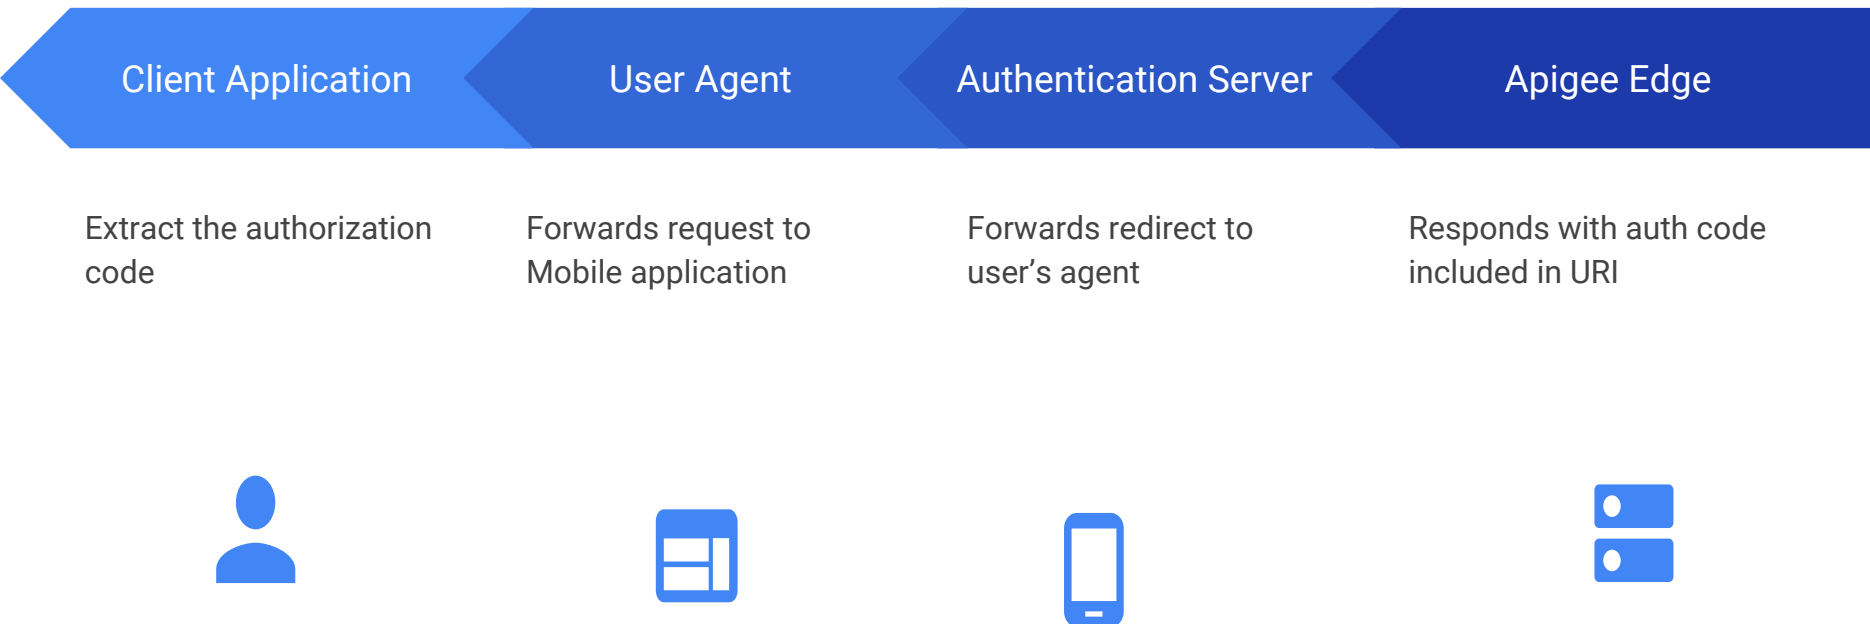 Client Application
User Agent
Authentication Server
Apigee Edge
Extract the authorization
code
Forwards request to
Mobile application
Forwards redirect to
user’s agent
Responds with auth code
included in URI